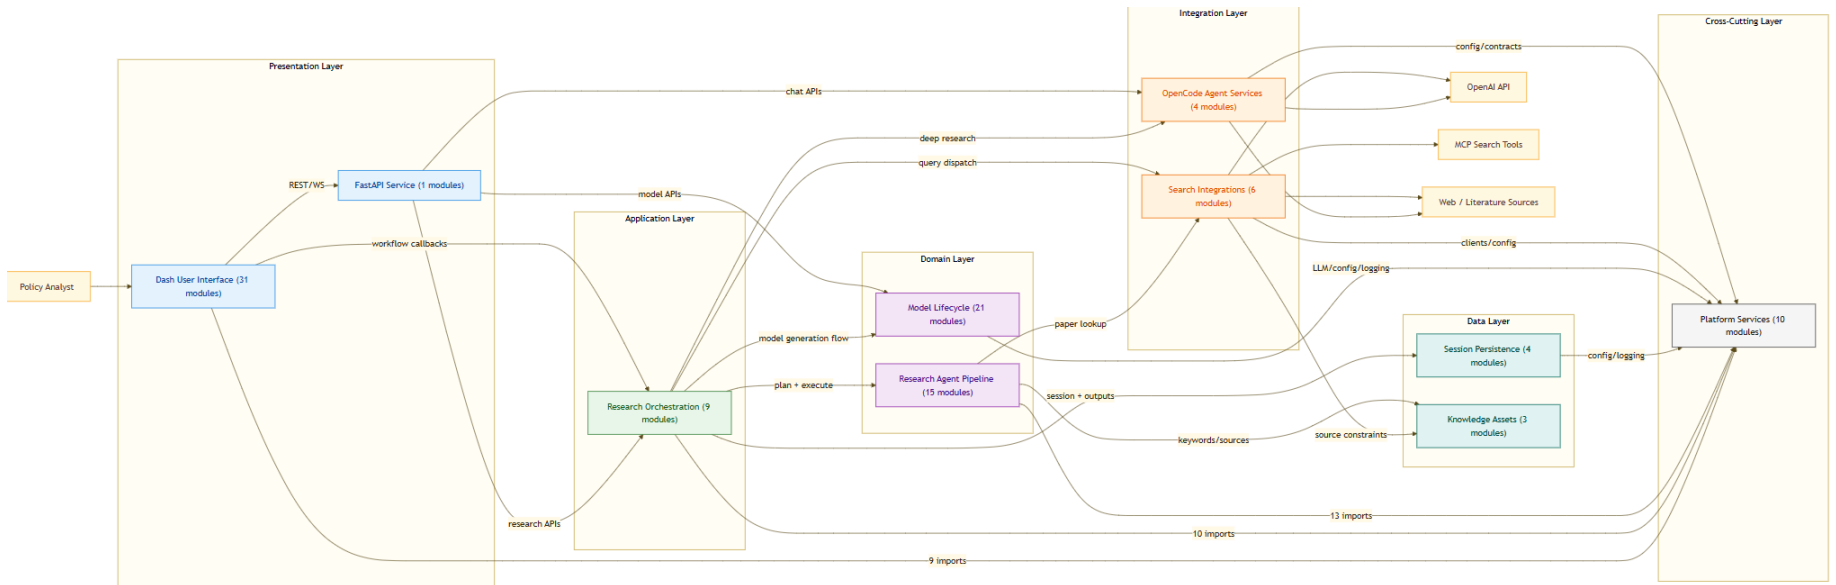 Integration Layer
Cross-Cutting Layer
Presentation Layer
config/contracts
OpenAI API
chat APIs
OpenCode Agent Services
(4 modules)
deep research
MCP Search Tools
query dispatch
REST/WS
FastAPI Service (1 modules)
model APIs
Search Integrations (6
modules)
Web / Literature Sources
Application Layer
workflow callbacks
clients/config
Domain Layer
LLM/config/logging
Policy Analyst
Dash User Interface (31
modules)
Model Lifecycle (21
modules)
paper lookup
Data Layer
Platform Services (10
modules)
model generation flow
Session Persistence (4
modules)
config/logging
plan + execute
Research Agent Pipeline
(15 modules)
session + outputs
Research Orchestration (9
modules)
Knowledge Assets (3
modules)
keywords/sources
source constraints
research APIs
13 imports
10 imports
9 imports